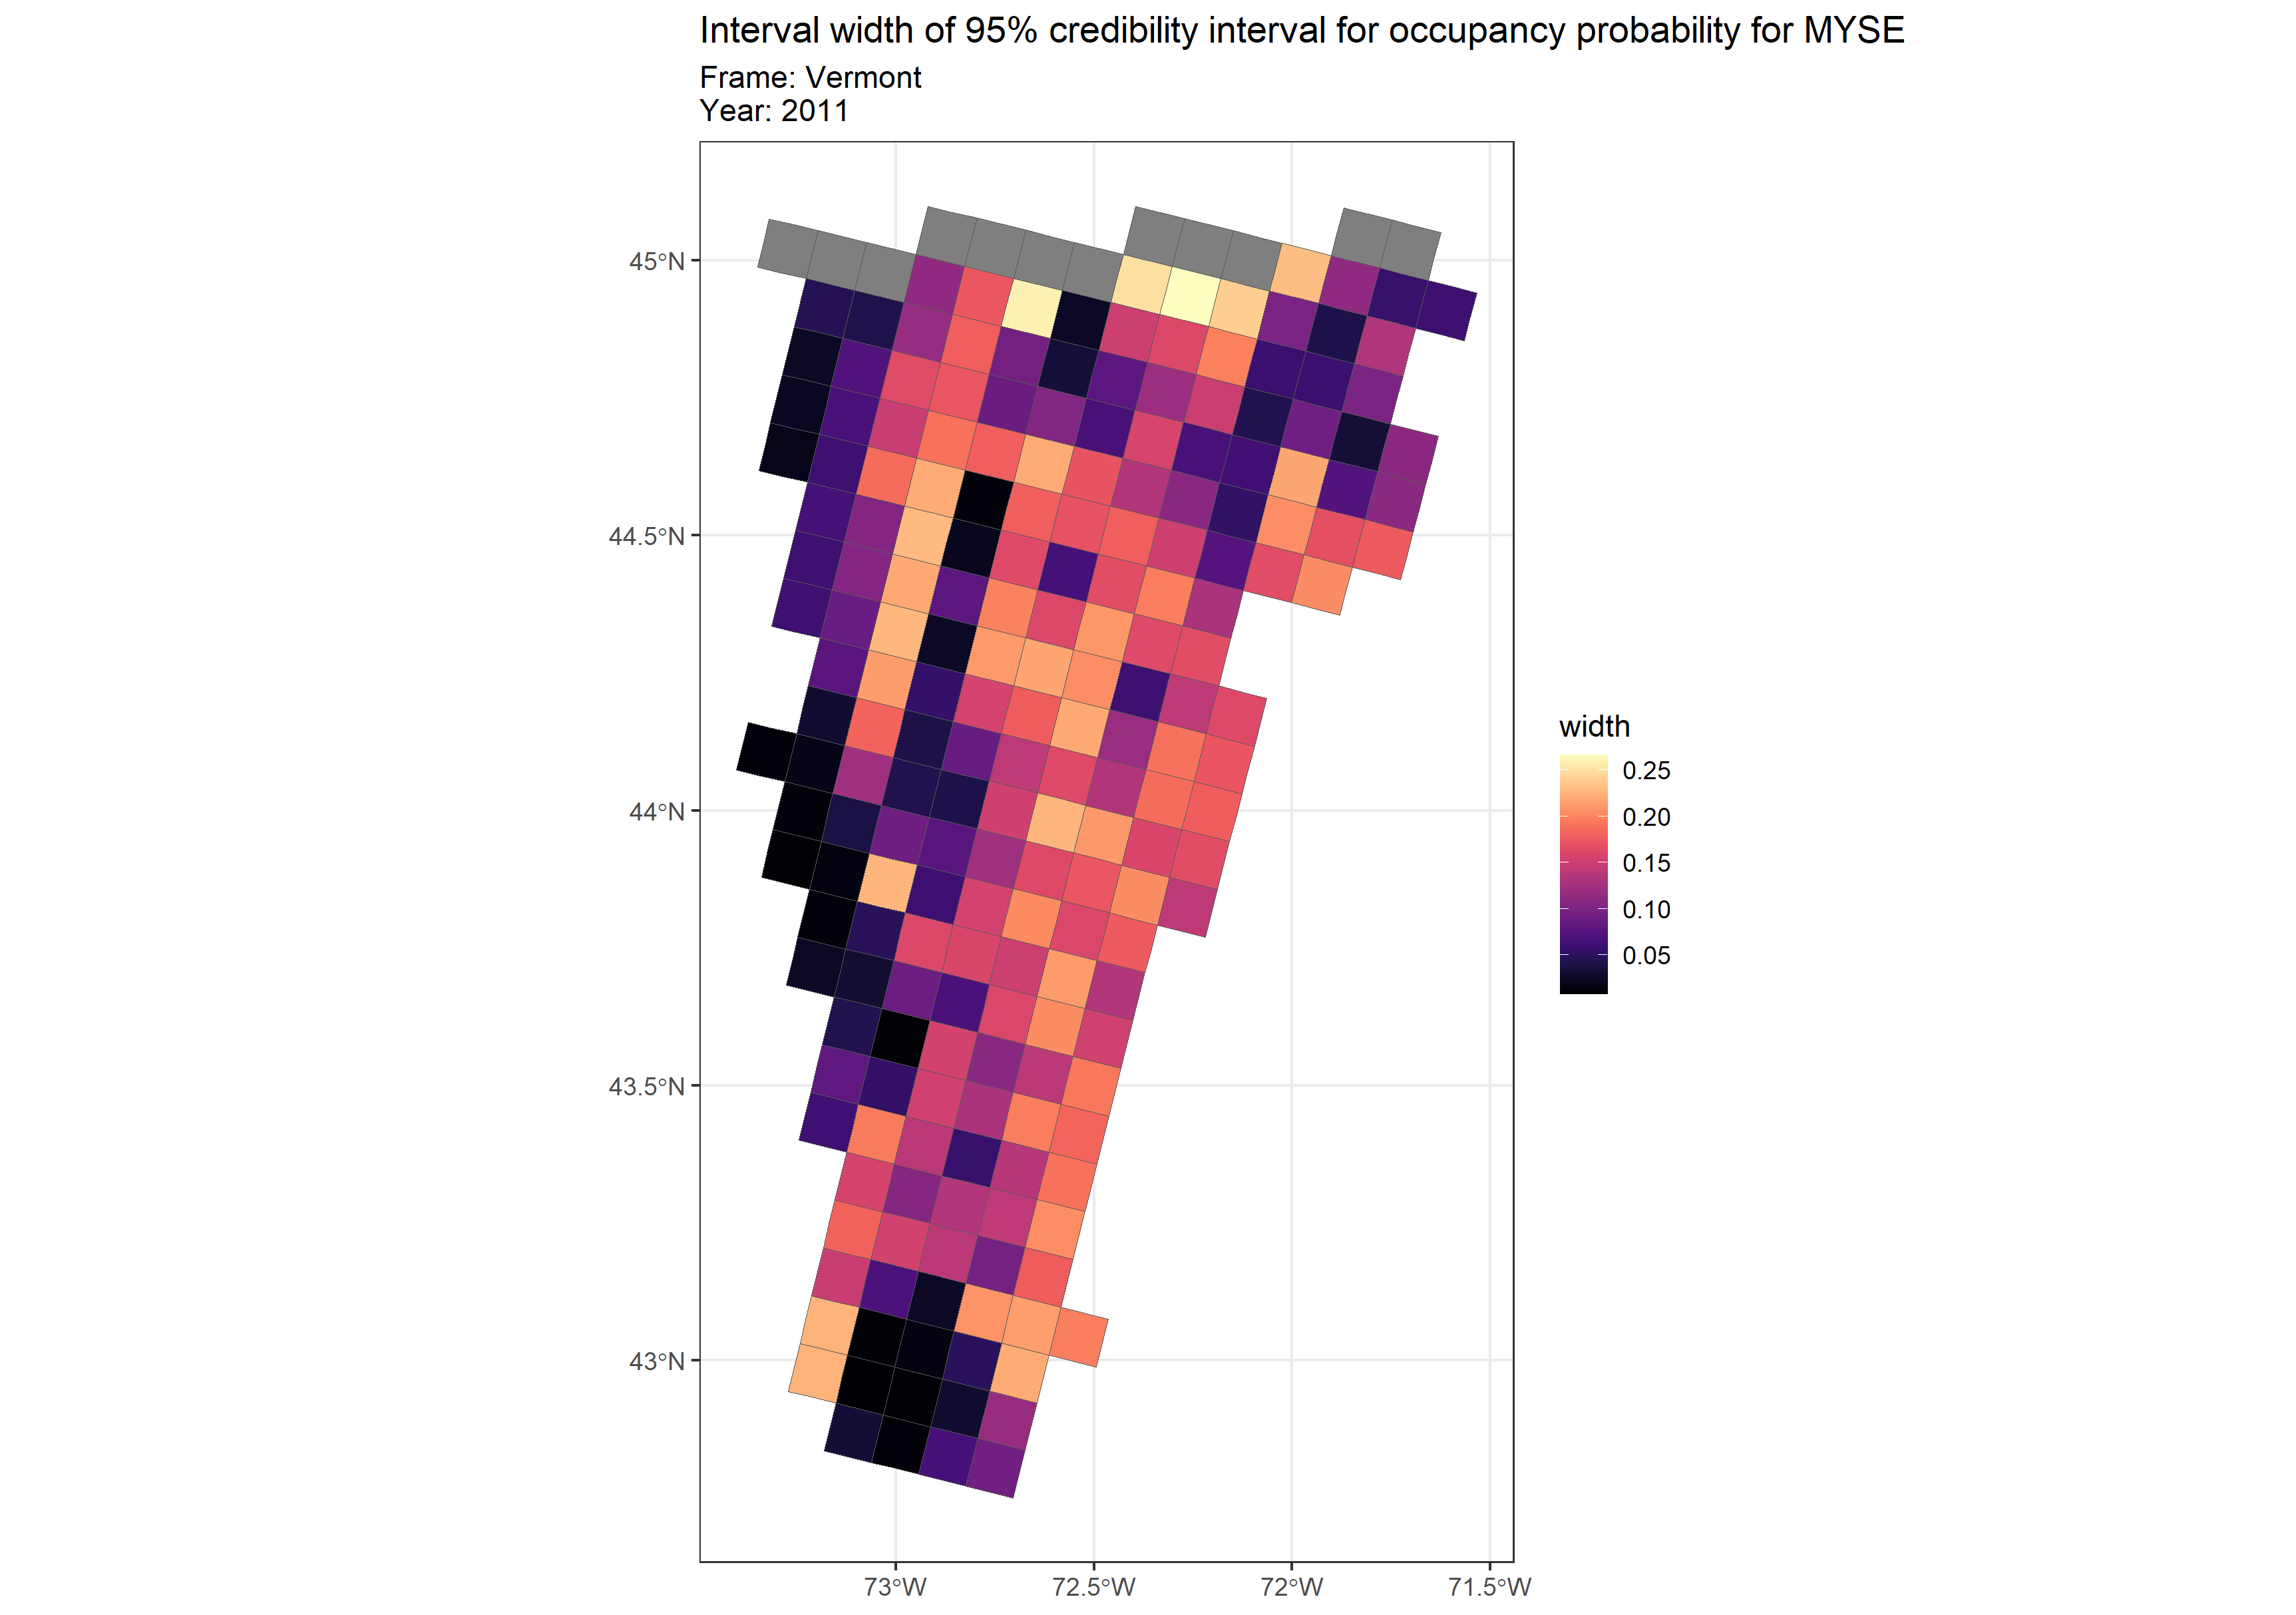 Interval width of 95% credibility interval for occupancy probability for MYSE
Frame: Vermont
Year: 2011
45°N
44.5°N
44°N
43.5°N
43°N
73°W
72.5°W
72°W
71.5°W
width
0.25
0.20
0.15
0.10
0.05